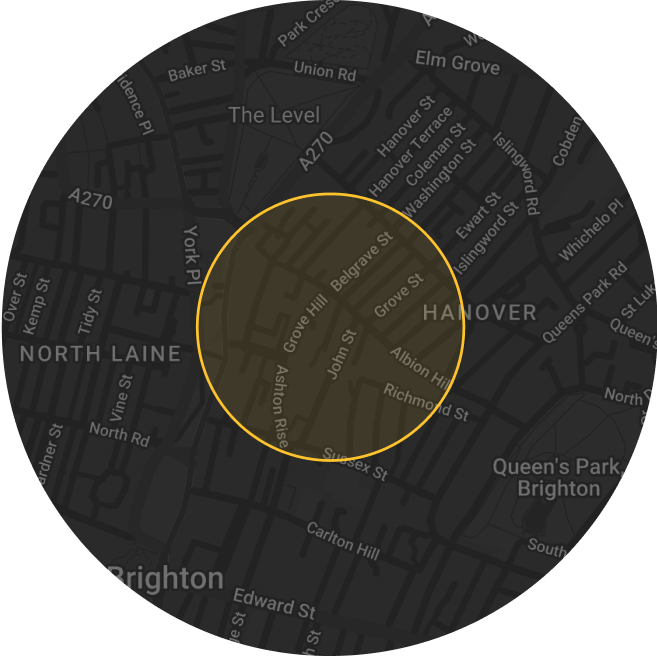 Park Cres
Baker St
Union Rd
Elm Grove
The Level
A270
Hanover St
Hanover Terrace
Coleman St
Washington St
Islingword Rd
Cobden
A270
York Pl
Ewart St
Islingword St
Whichelo Pl
Belgrave St
Grove St
Grove Hill
HANOVER
Queens Park Rd
St Luk
Queen's
Over St
Kemp St
Tidy St
NORTH LAINE
John St
Albion Hill
Richmond St
Ashton Rise
Vine St
North Rd
ardner St
Sussex St
North
Queen's Park,
Brighton
Carlton Hill
South
Brighton
Edward St